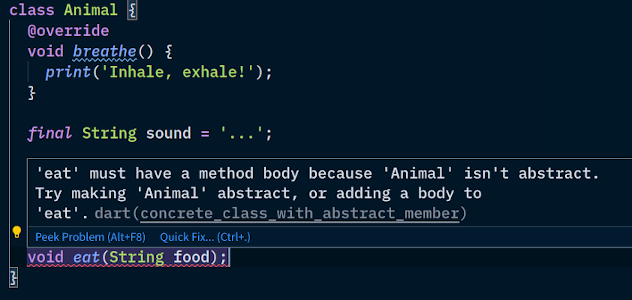 class Animal {
@override
void breathe() {
print('Inhale, exhale!');
}
final String sound = '...';
'eat' must have a method body because 'Animal' isn't abstract.
Try making 'Animal' abstract, or adding a body to
'eat'. dart(concrete_class_with_abstract_member)
Peek Problem (Alt+F8) Quick Fix... (Ctrl+.)
void eat(String food);
}